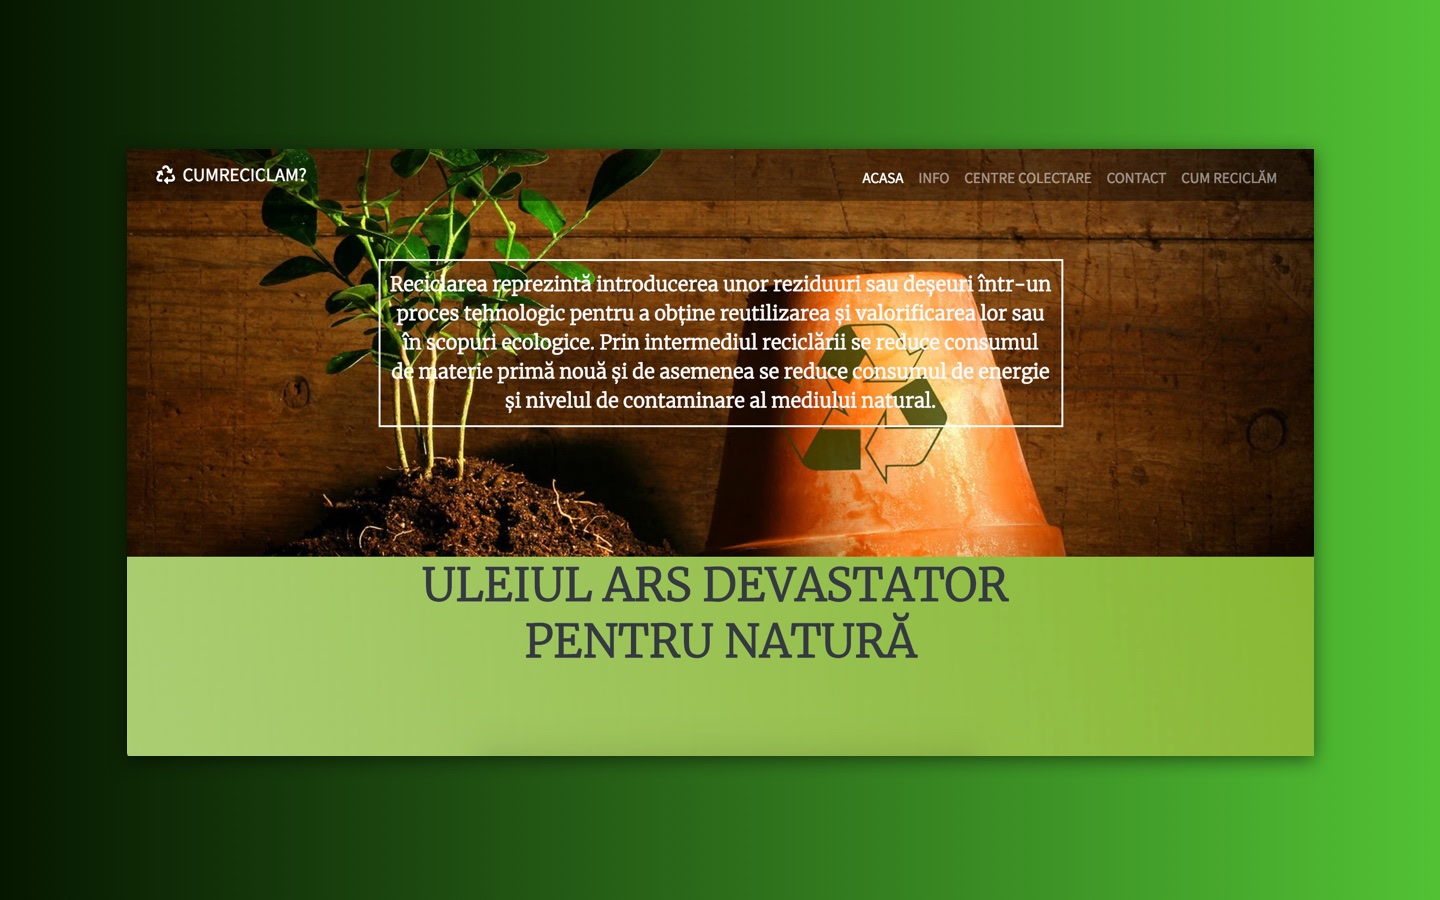 CUMRECICLAM?
ACASA INFO CENTRE COLECTARE CONTACT CUM RECICLĂM
Reciclarea reprezintă introducerea unor reziduuri sau deșeuri într-un
proces tehnologic pentru a obține reutilizarea și valorificarea lor sau
în scopuri ecologice. Prin intermediul reciclării se reduce consumul
de materie primă nouă și de asemenea se reduce consumul de energie
și nivelul de contaminare al mediului natural.
ULEIUL ARS DEVASTATOR
PENTRU NATURĂ